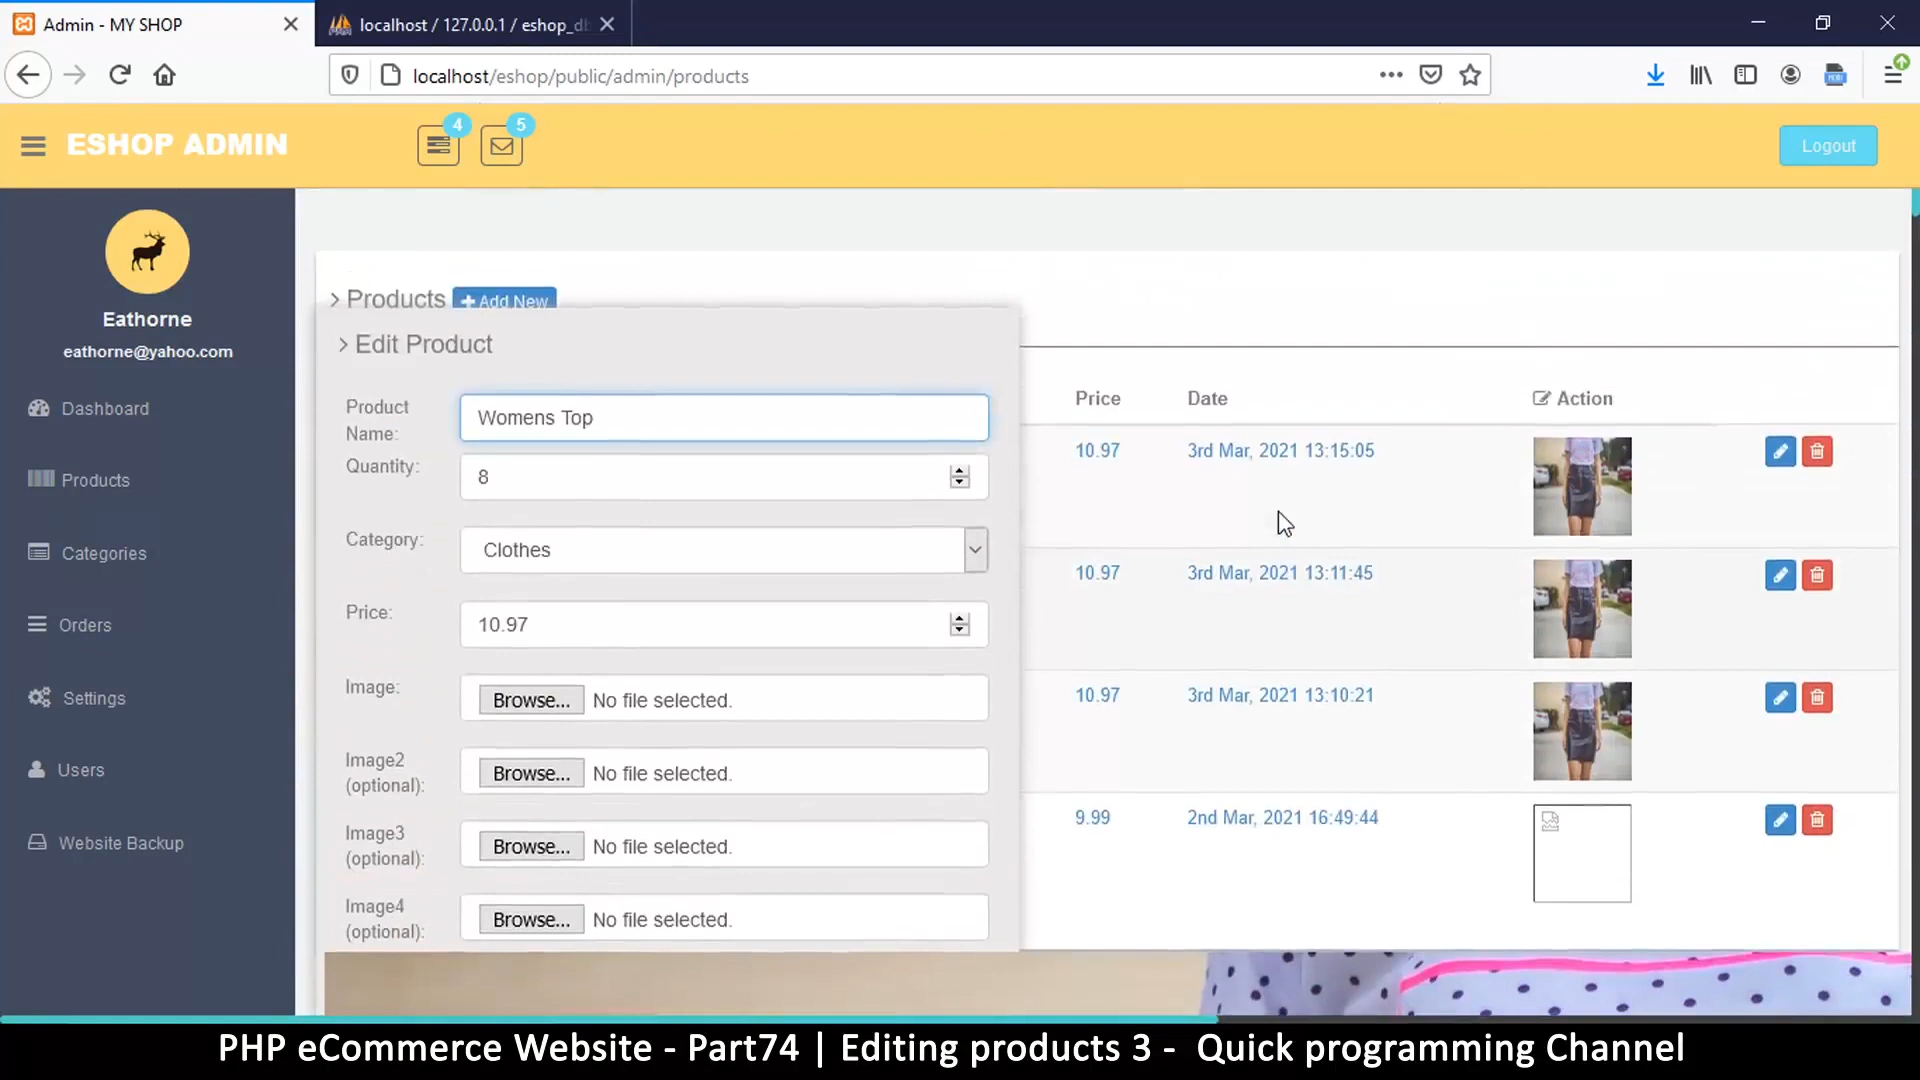 Admin - MY SHOP
localhost / 127.0.0.1 / eshop_d
localhost/eshop/public/admin/products
ESHOP ADMIN
4
5
Logout
Eathorne
eathorne@yahoo.com
Dashboard
Products
Categories
Orders
Settings
Users
Website Backup
Products
Add New
Edit Product
Product Name:
Womens Top
Quantity:
8
Category:
Clothes
Price:
10.97
Image:
Browse... No file selected.
Image2 (optional):
Browse... No file selected.
Image3 (optional):
Browse... No file selected.
Image4 (optional):
Browse... No file selected.
Price Date Action
10.97 3rd Mar, 2021 13:15:05
10.97 3rd Mar, 2021 13:11:45
10.97 3rd Mar, 2021 13:10:21
9.99 2nd Mar, 2021 16:49:44
PHP eCommerce Website - Part74 | Editing products 3 - Quick programming Channel